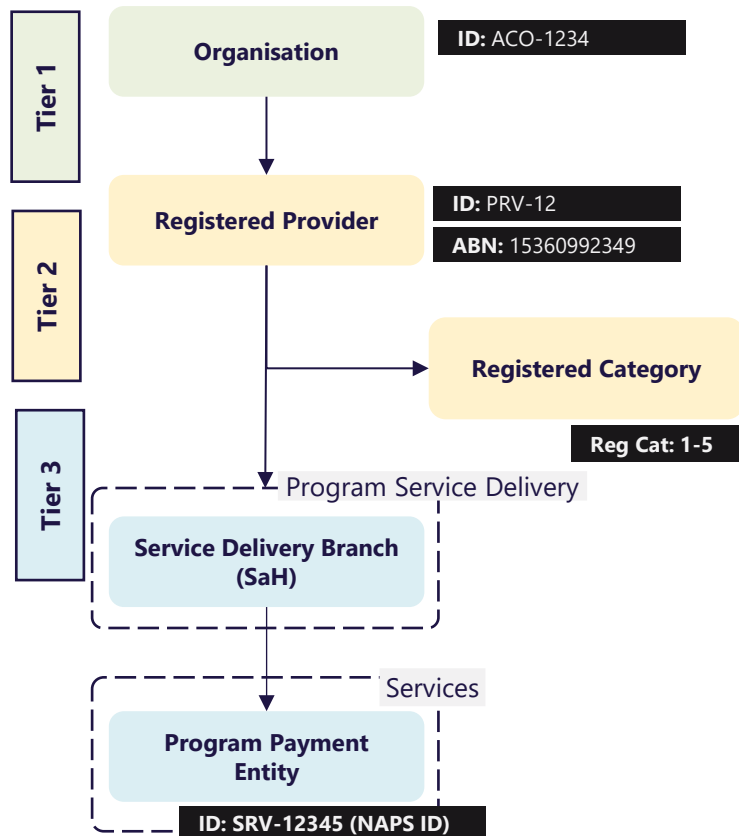 Tier 1
Organisation
ID: ACO-1234
Tier 2
Registered Provider
ID: PRV-12
ABN: 15360992349
Registered Category
Reg Cat: 1-5
Tier 3
Program Service Delivery
Service Delivery Branch
(SaH)
Services
Program Payment
Entity
ID: SRV-12345 (NAPS ID)